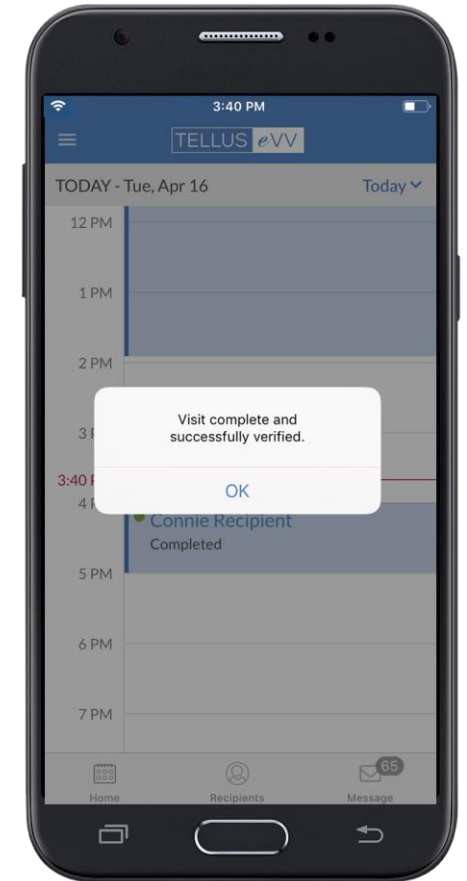 3:40 PM
TELLUS eVV
TODAY - Tue, Apr 16 Today
12 PM
1 PM
2 PM
Visit complete and
successfully verified.
3 P
3:40 P
OK
4 P
Connie Recipient
Completed
5 PM
6 PM
7 PM
65
Home Recipients Message